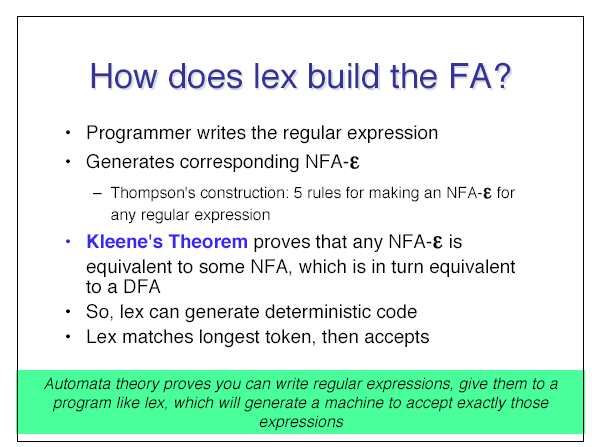 How does lex build the FA?
• Programmer writes the regular expression
• Generates corresponding NFA-ε
– Thompson's construction: 5 rules for making an NFA-ε for
any regular expression
• Kleene's Theorem proves that any NFA-ε is
equivalent to some NFA, which is in turn equivalent
to a DFA
• So, lex can generate deterministic code
• Lex matches longest token, then accepts
Automata theory proves you can write regular expressions, give them to a
program like lex, which will generate a machine to accept exactly those
expressions